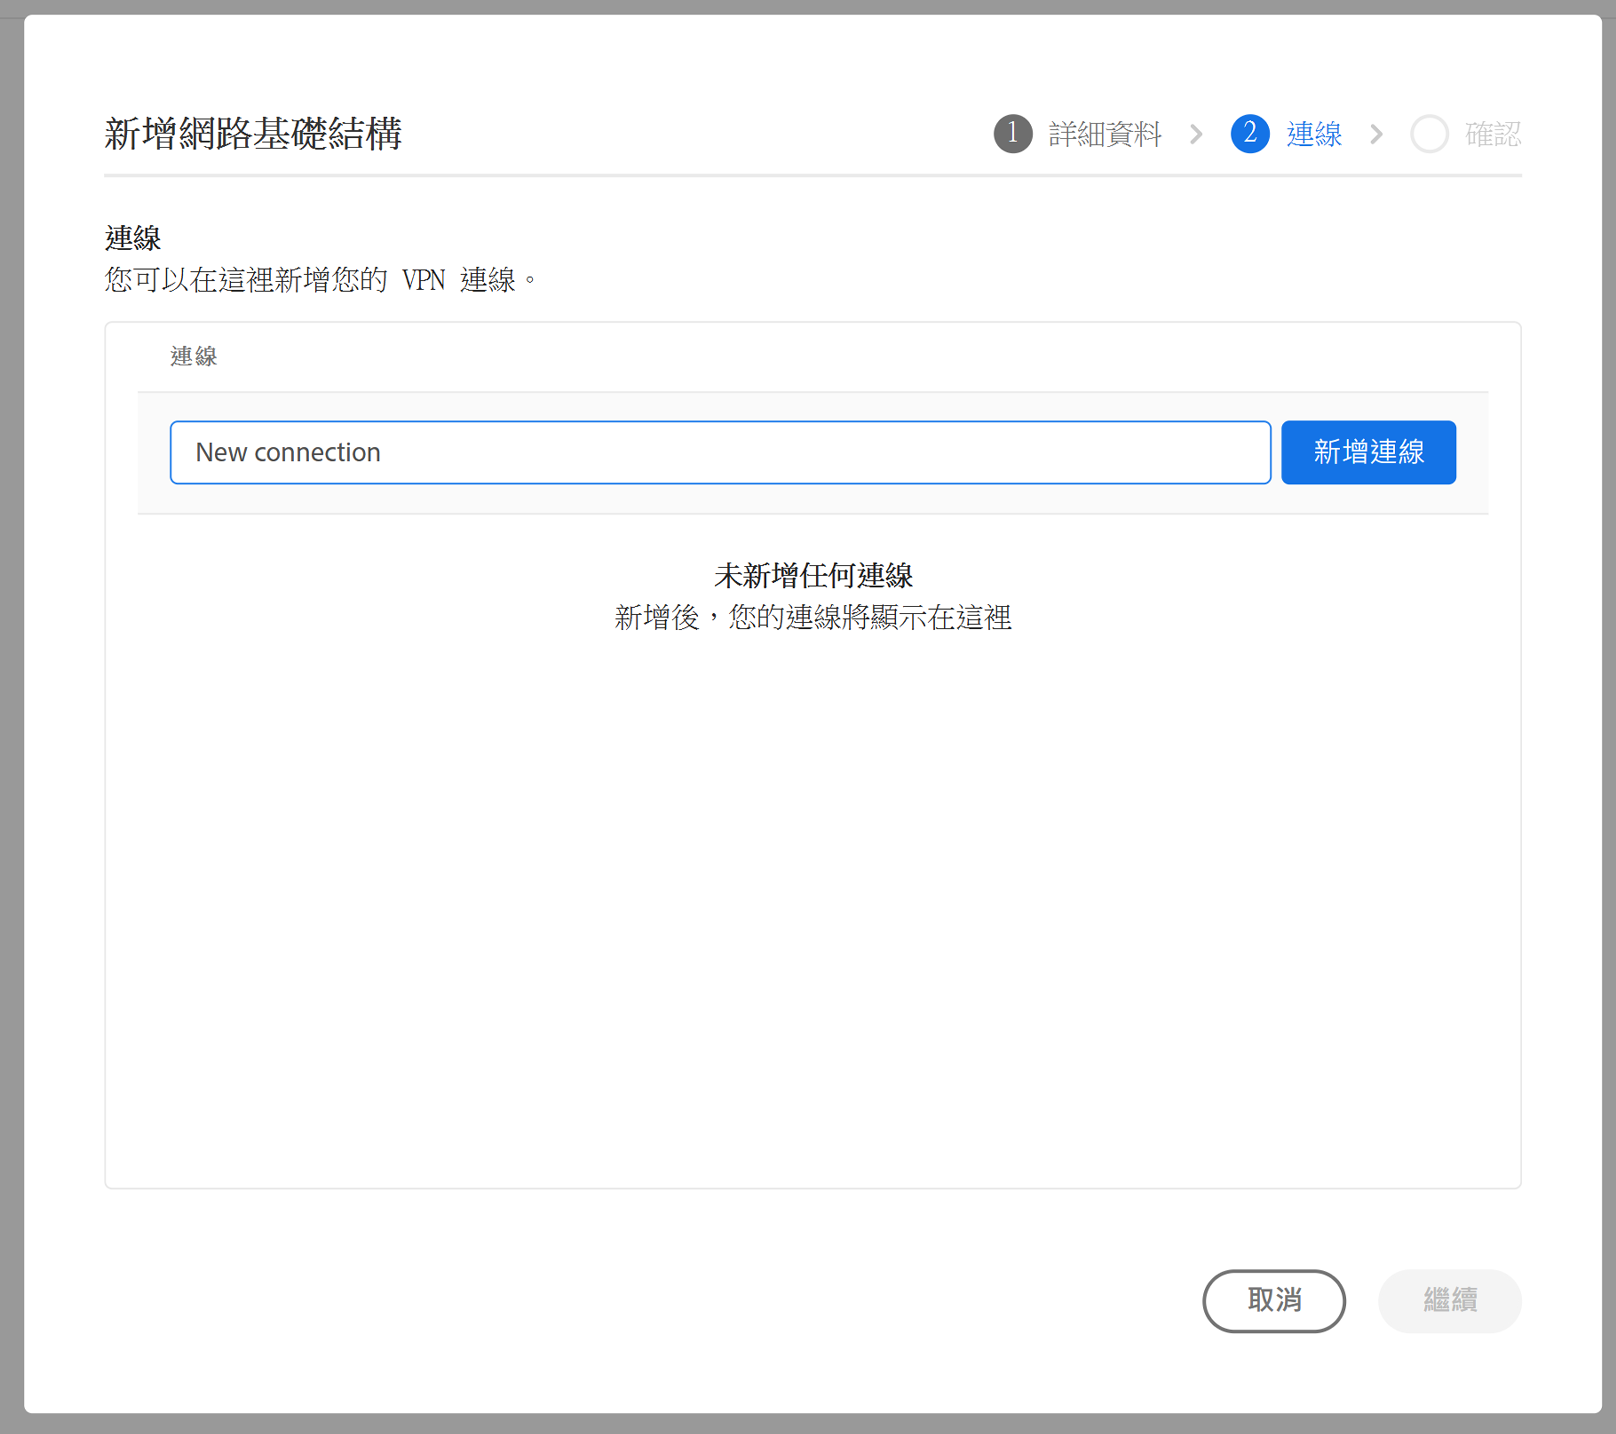 新增網路基礎結構
1 詳細資料 > 2 連線 > 確認
連線
您可以在這裡新增您的 VPN 連線。
連線
New connection
新增連線
未新增任何連線
新增後，您的連線將顯示在這裡
取消
繼續